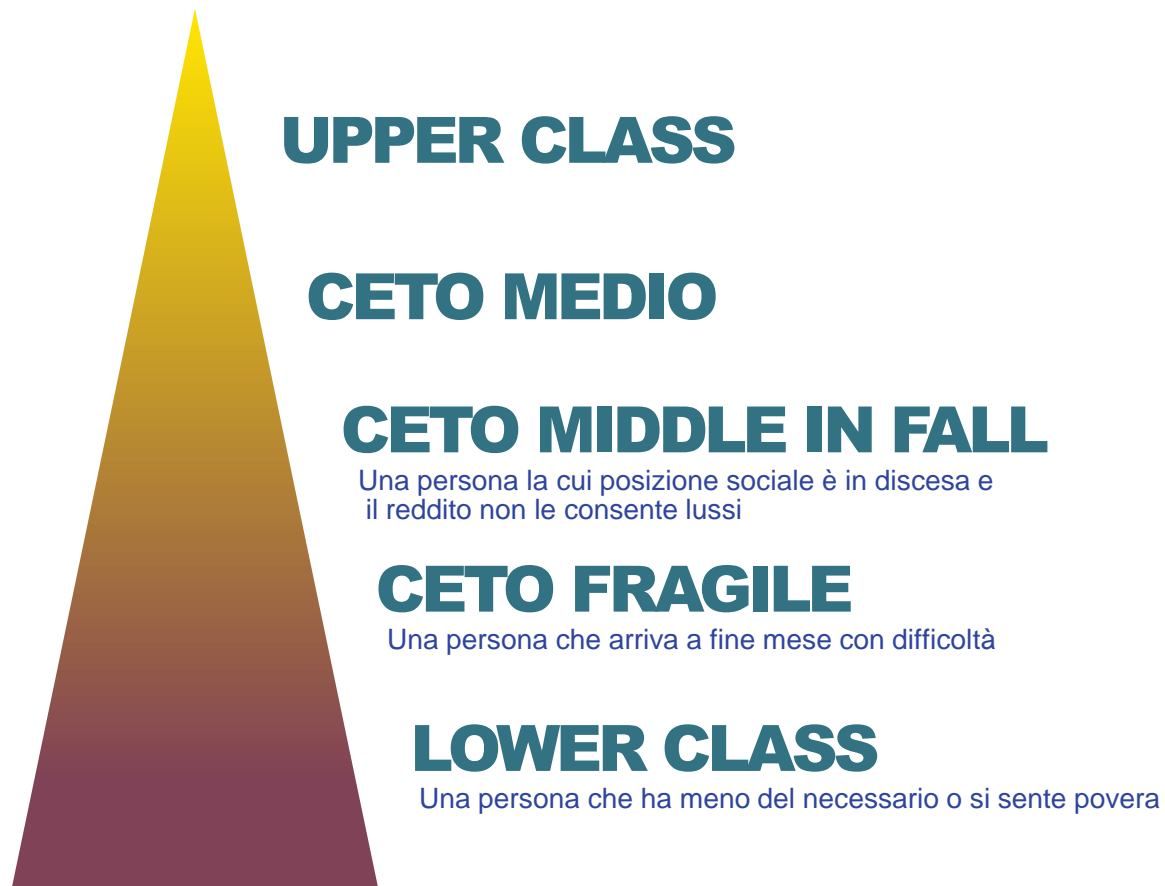 UPPER CLASS
CETO MEDIO
CETO MIDDLE IN FALL
Una persona la cui posizione sociale è in discesa e
il reddito non le consente lussi
CETO FRAGILE
Una persona che arriva a fine mese con difficoltà
LOWER CLASS
Una persona che ha meno del necessario o si sente povera